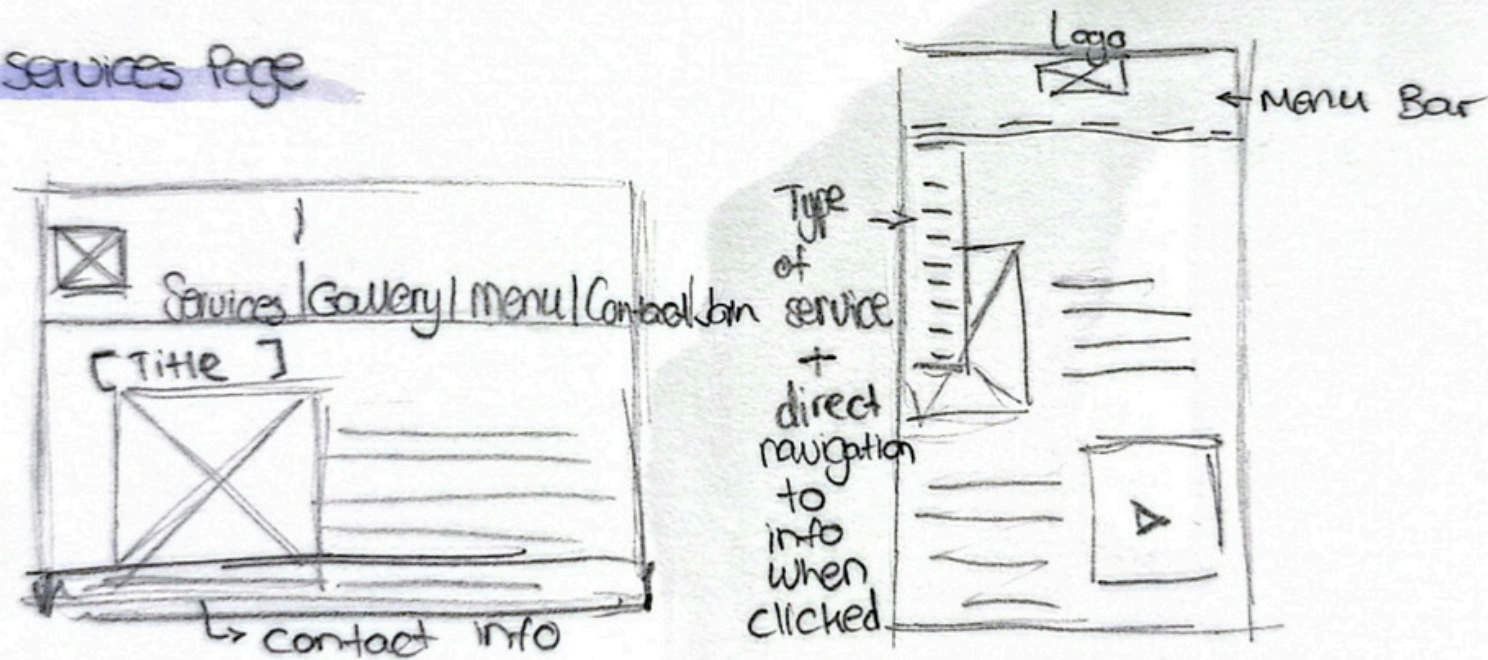 Services Page
Logo
← Menu Bar
Services | Gallery | Menu | Contact | Join
[Title]
↳ contact info
Type
of
service
+
direct
navigation
to
info
when
clicked